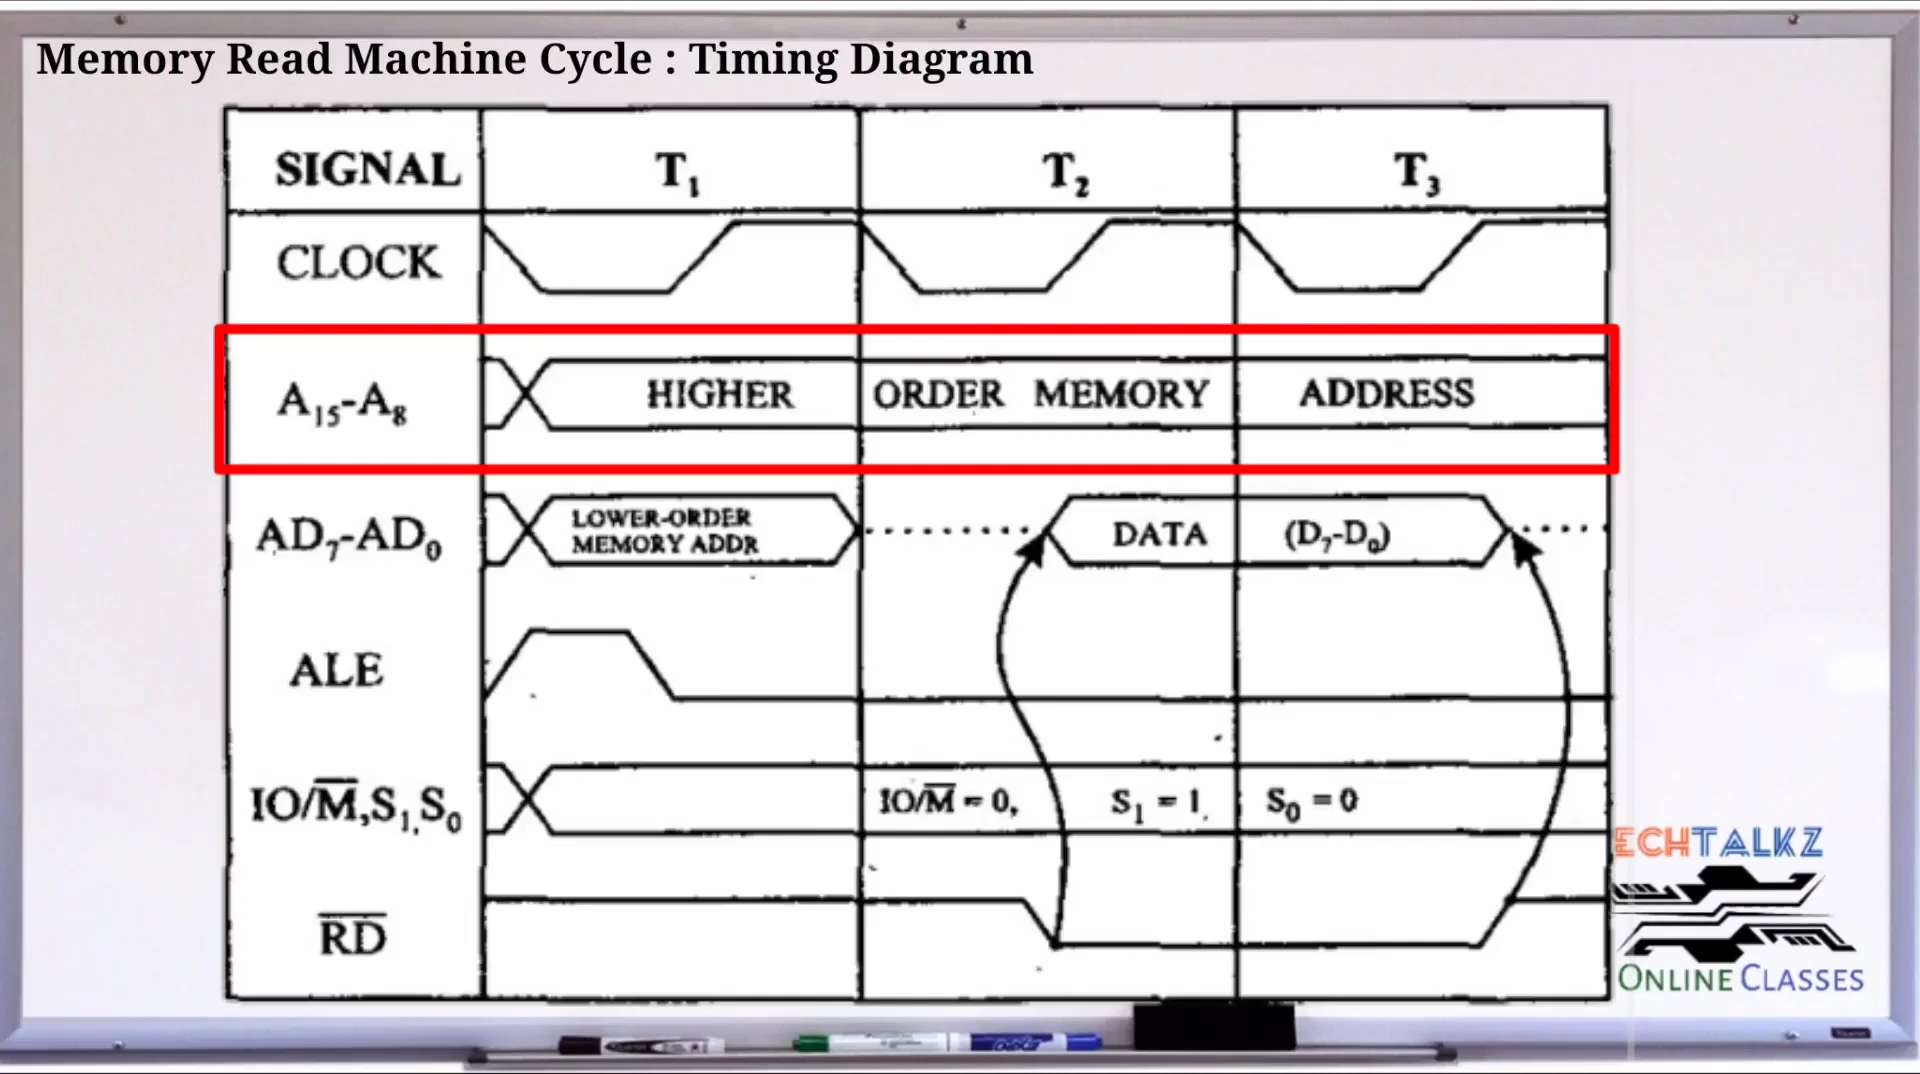 Memory Read Machine Cycle : Timing Diagram
SIGNAL T₁ T₂ T₃
CLOCK
A₁₅-A₈ HIGHER ORDER MEMORY ADDRESS
AD₇-AD₀ LOWER-ORDER
MEMORY ADDR DATA (D₇-D₀)
ALE
IO/M̅,S₁,S₀ IO/M̅ = 0, S₁ = 1, S₀ = 0
R̅D̅
ECHTALKZ
ONLINE CLASSES